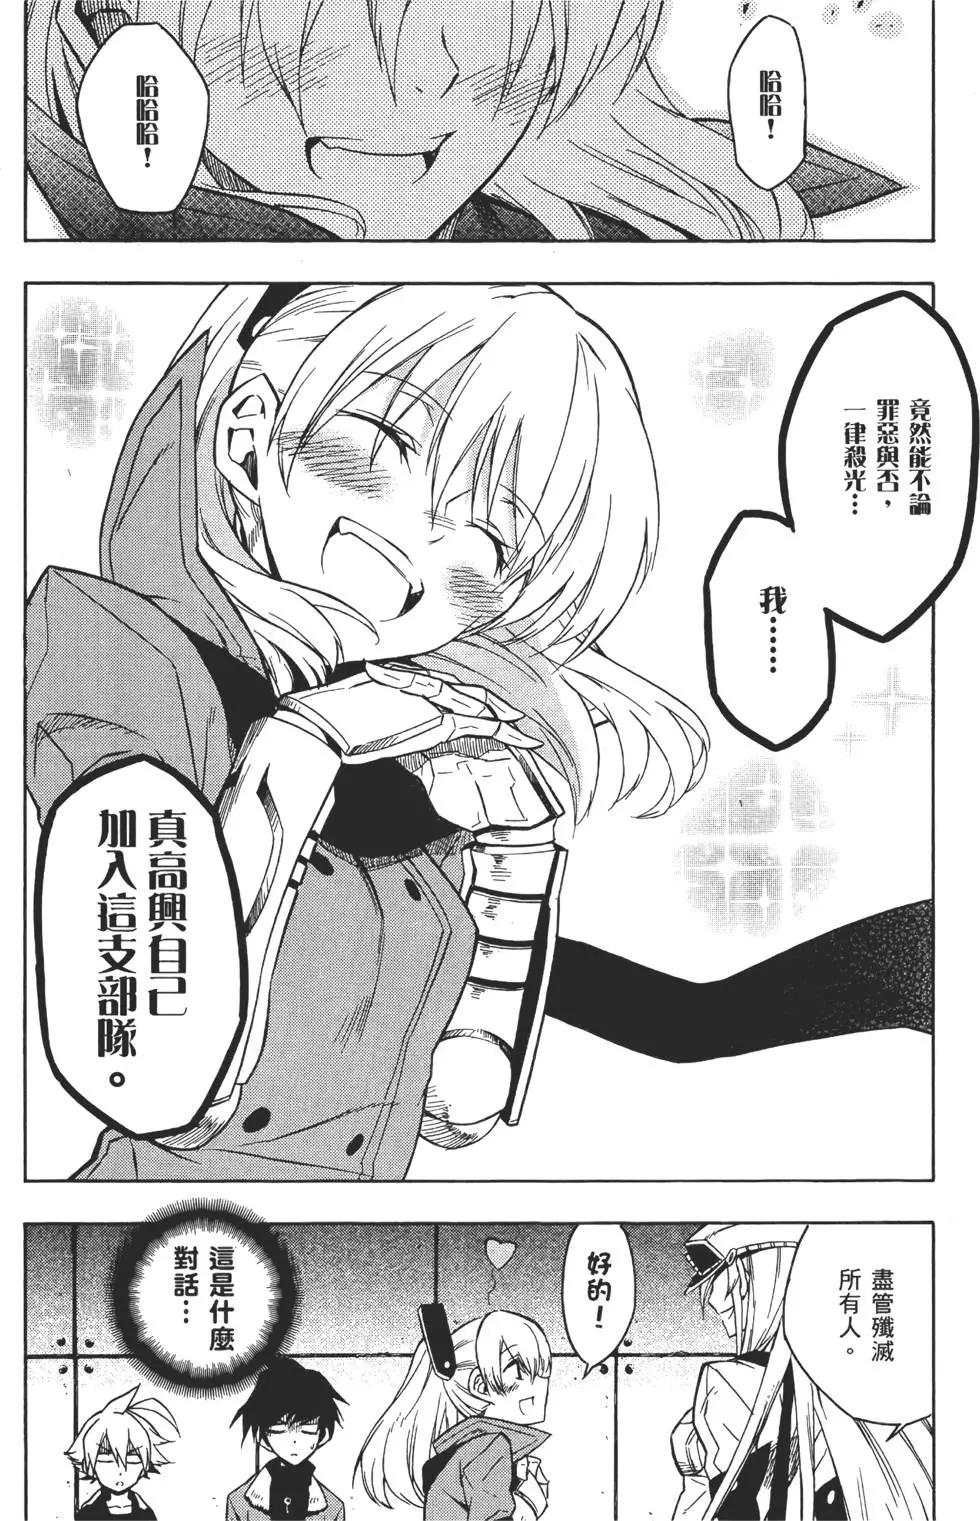 哈哈！
哈哈哈！
竟然能不論
罪惡與否，
一律殺光…
我……
真高興自己
加入這支部隊。
盡管殲滅
所有人。
好的！
這是什麼
對話…